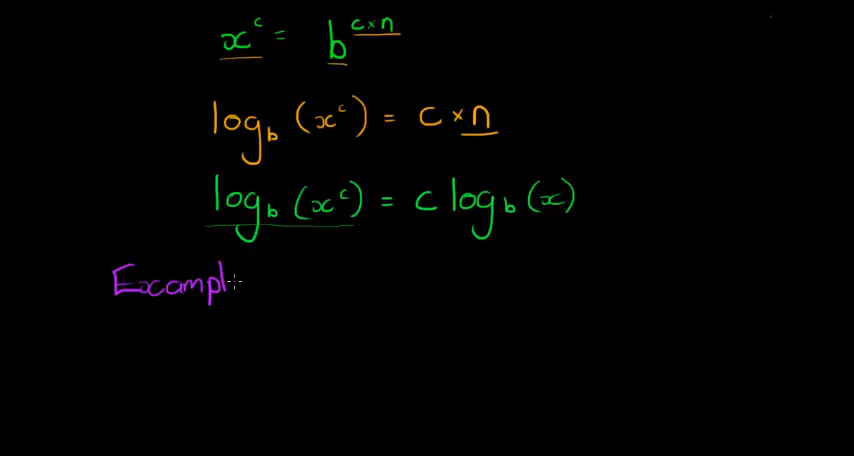 x^c = b^(c×n)
log_b (x^c) = c × n
log_b (x^c) = c log_b (x)
Exampl